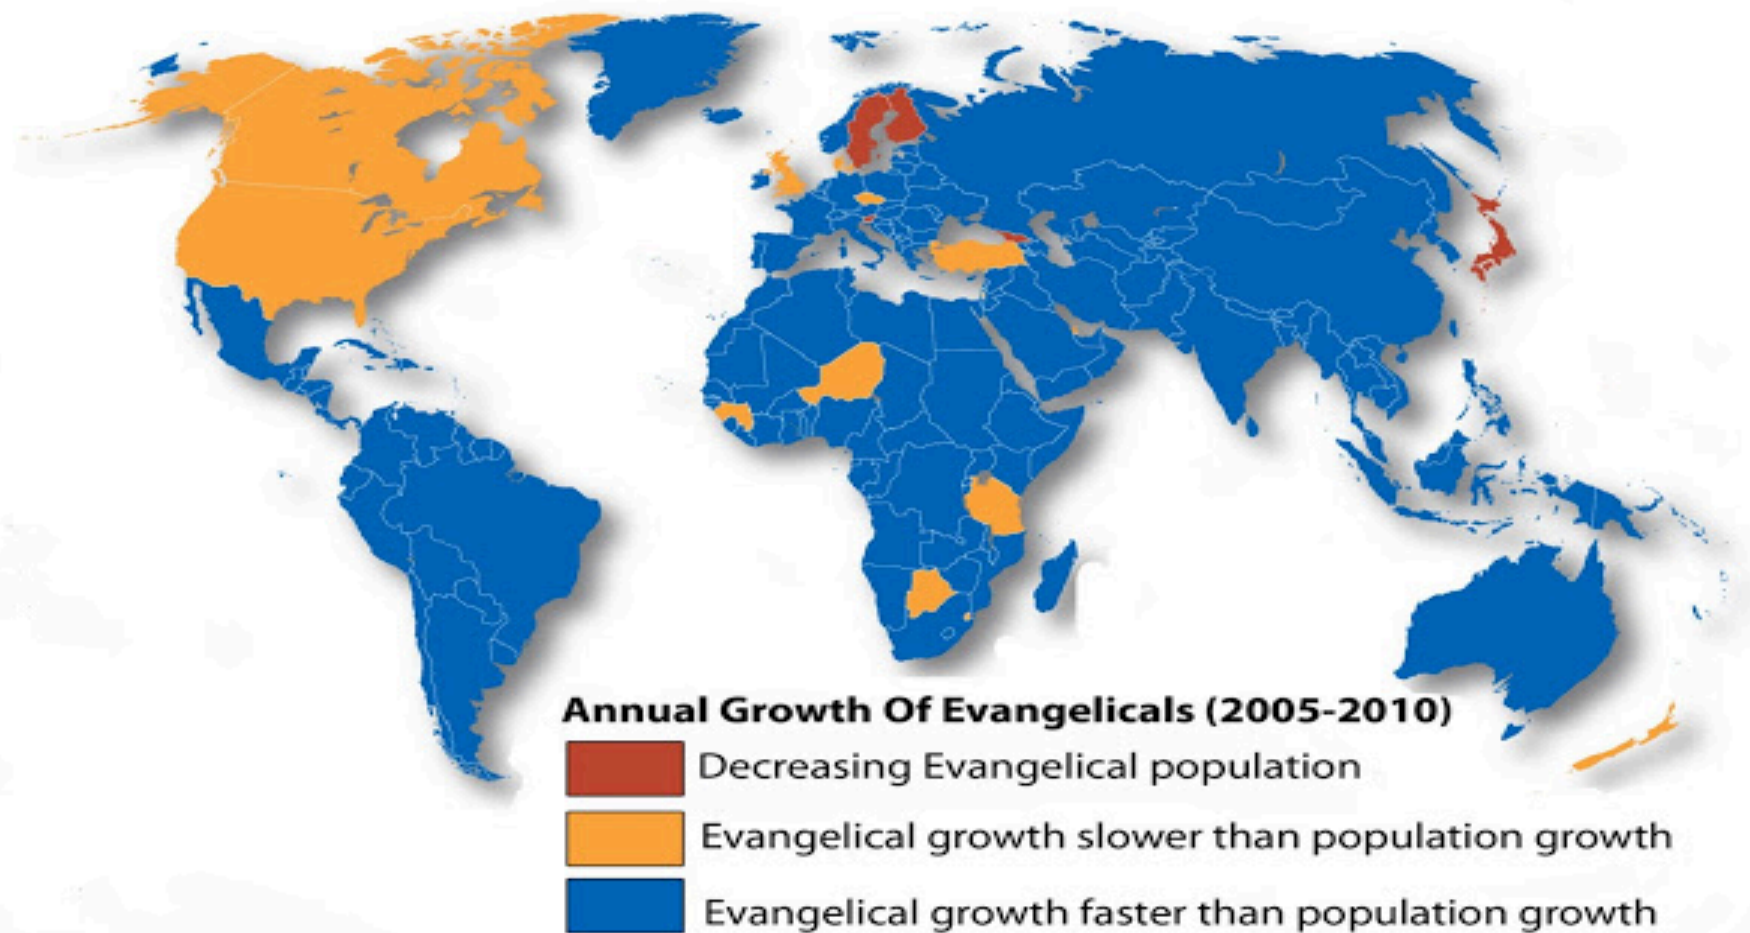 Annual Growth Of Evangelicals (2005-2010)
Decreasing Evangelical population
Evangelical growth slower than population growth
Evangelical growth faster than population growth